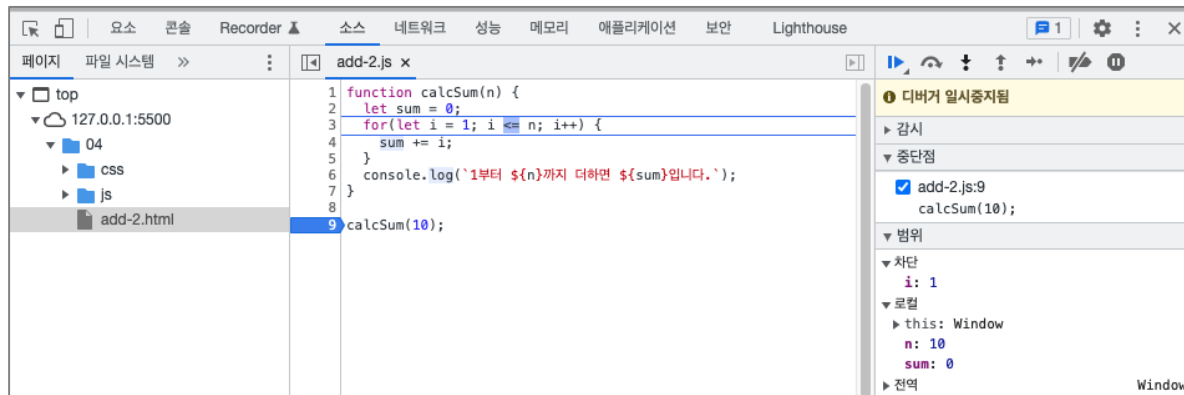 요소 콘솔 Recorder 소스 네트워크 성능 메모리 애플리케이션 보안 Lighthouse 1
페이지 파일 시스템
top
127.0.0.1:5500
04
css
js
add-2.html
add-2.js ×
1 function calcSum(n) {
2 let sum = 0;
3 for(let i = 1; i <= n; i++) {
4 sum += i;
5 }
6 console.log(`1부터 ${n}까지 더하면 ${sum}입니다.`);
7 }
8
9 calcSum(10);
디버거 일시중지됨
감시
중단점
add-2.js:9
calcSum(10);
범위
차단
i: 1
로컬
this: Window
n: 10
sum: 0
전역 Window